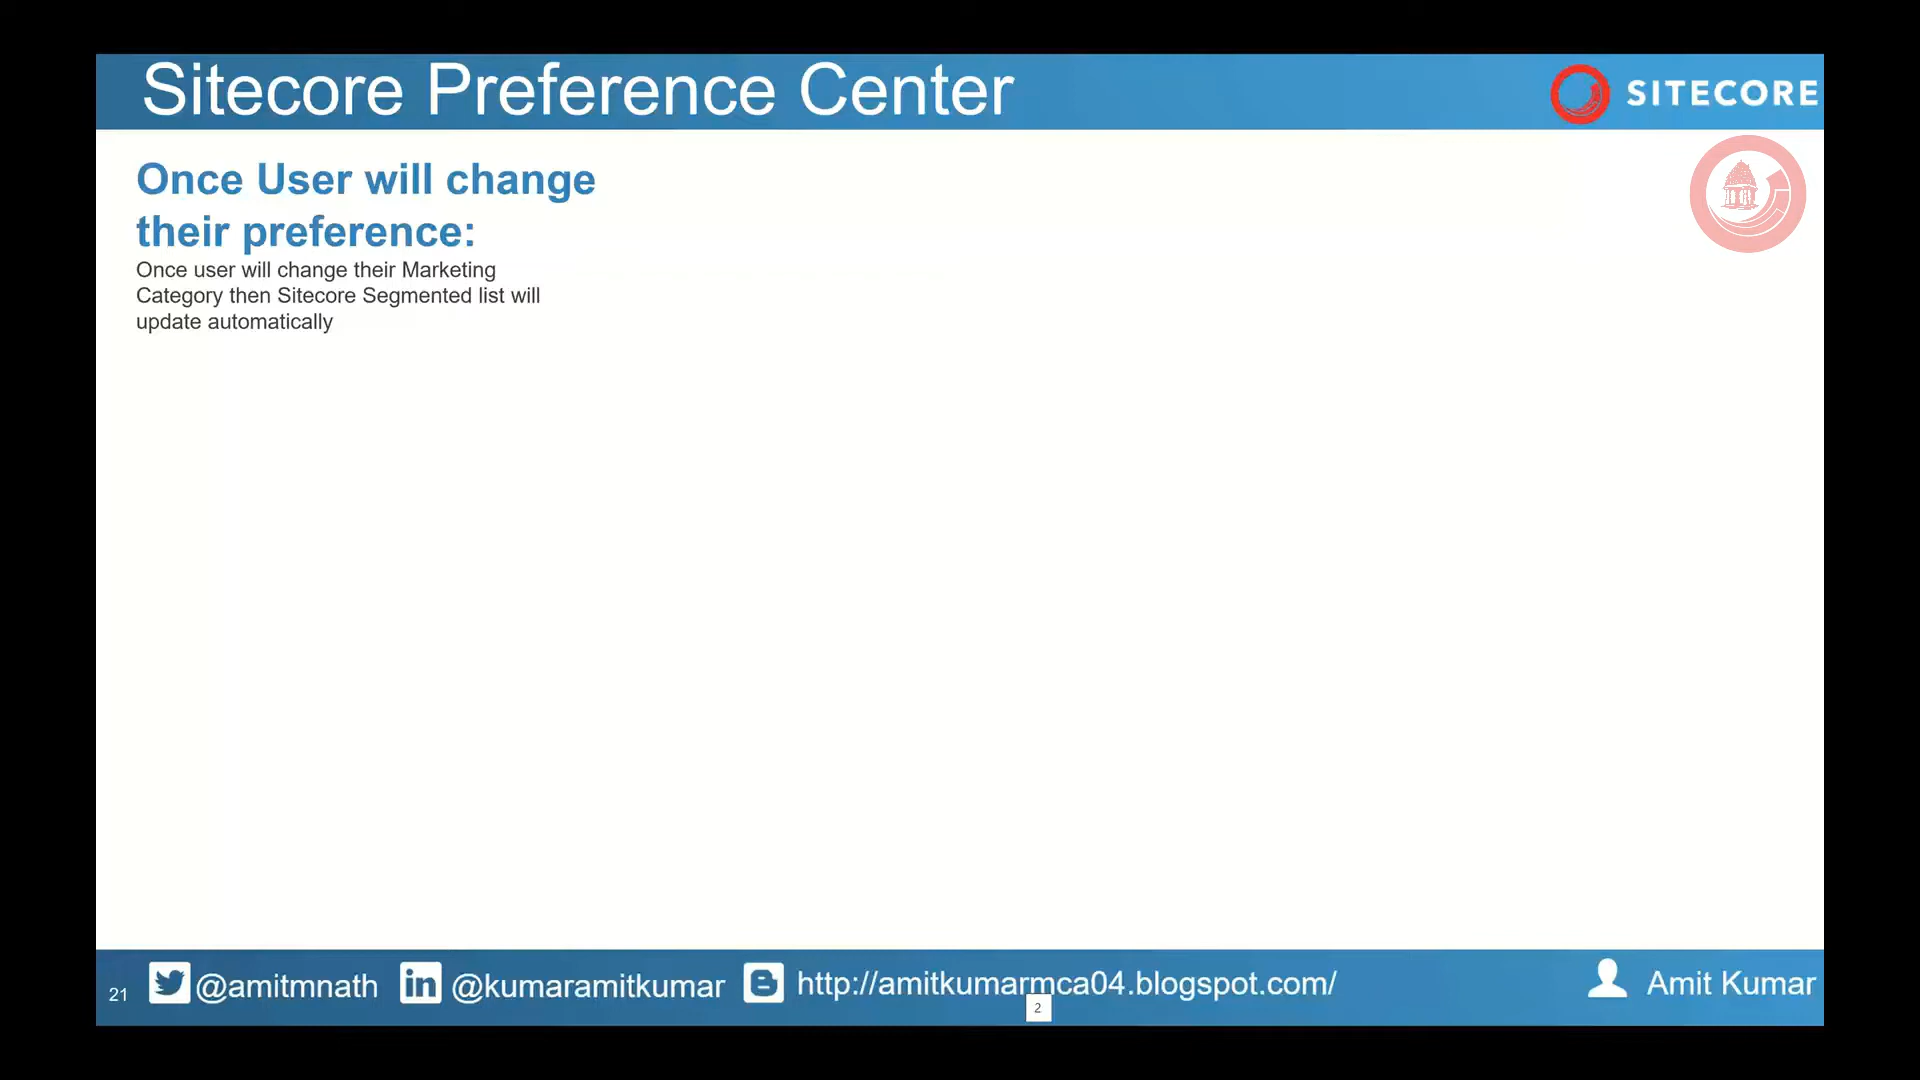 Sitecore Preference Center
SITECORE
Once User will change
their preference:
Once user will change their Marketing
Category then Sitecore Segmented list will
update automatically
21
@amitmnath
@kumaramitkumar
http://amitkumarmca04.blogspot.com/
Amit Kumar
2